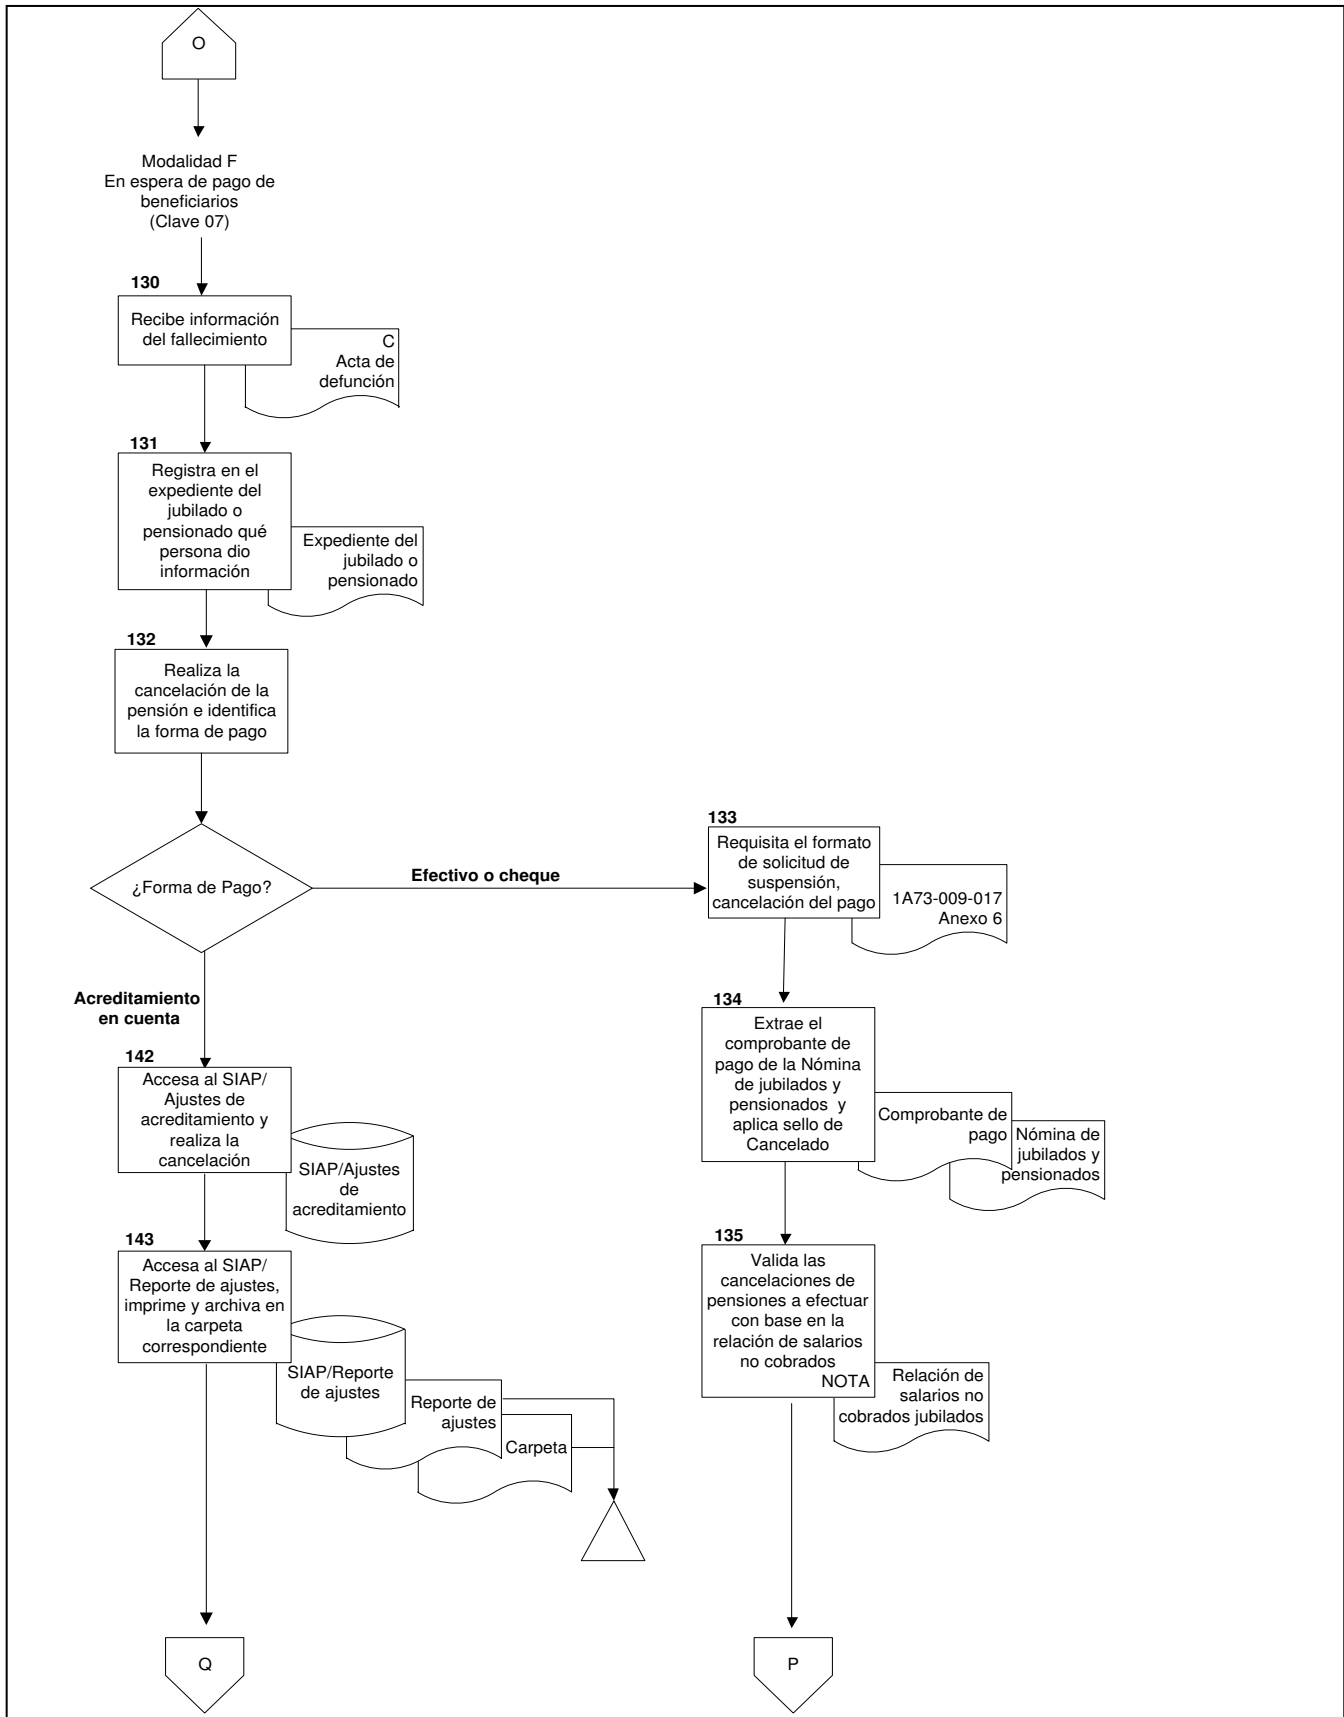 O
Modalidad F
En espera de pago de
beneficiarios
(Clave 07)
130
Recibe información
del fallecimiento
C
Acta de
defunción
131
Registra en el
expediente del
jubilado o
pensionado qué
persona dio
información
Expediente del
jubilado o
pensionado
132
Realiza la
cancelación de la
pensión e identifica
la forma de pago
¿Forma de Pago?
Efectivo o cheque
133
Requisita el formato
de solicitud de
suspensión,
cancelación del pago
1A73-009-017
Anexo 6
134
Extrae el
comprobante de
pago de la Nómina
de jubilados y
pensionados y
aplica sello de
Cancelado
Comprobante de
pago
Nómina de
jubilados y
pensionados
135
Valida las
cancelaciones de
pensiones a efectuar
con base en la
relación de salarios
no cobrados
NOTA
Relación de
salarios no
cobrados jubilados
P
Acreditamiento
en cuenta
142
Accesa al SIAP/
Ajustes de
acreditamiento y
realiza la
cancelación
SIAP/Ajustes
de
acreditamiento
143
Accesa al SIAP/
Reporte de ajustes,
imprime y archiva en
la carpeta
correspondiente
SIAP/Reporte
de ajustes
Reporte de
ajustes
Carpeta
Q